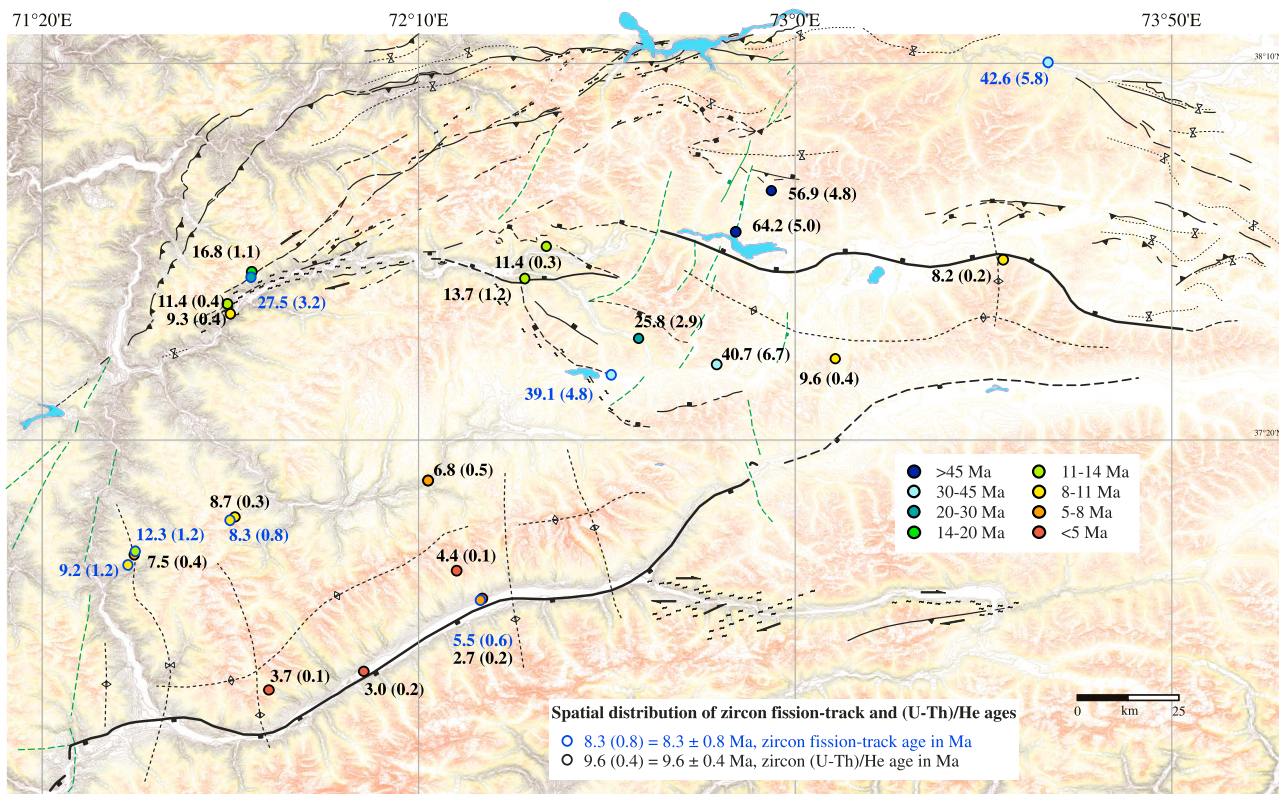 71°20'E
72°10'E
73°0'E
73°50'E
38°10'N
42.6 (5.8)
56.9 (4.8)
64.2 (5.0)
16.8 (1.1)
11.4 (0.3)
8.2 (0.2)
13.7 (1.2)
27.5 (3.2)
11.4 (0.4)
9.3 (0.4)
25.8 (2.9)
40.7 (6.7)
9.6 (0.4)
39.1 (4.8)
37°20'N
6.8 (0.5)
>45 Ma
11-14 Ma
30-45 Ma
8-11 Ma
20-30 Ma
5-8 Ma
14-20 Ma
<5 Ma
8.7 (0.3)
8.3 (0.8)
12.3 (1.2)
7.5 (0.4)
9.2 (1.2)
4.4 (0.1)
5.5 (0.6)
2.7 (0.2)
3.7 (0.1)
3.0 (0.2)
0
km
25
Spatial distribution of zircon fission-track and (U-Th)/He ages
8.3 (0.8) = 8.3 ± 0.8 Ma, zircon fission-track age in Ma
9.6 (0.4) = 9.6 ± 0.4 Ma, zircon (U-Th)/He age in Ma